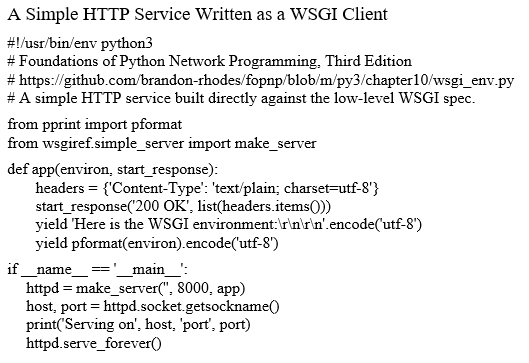 A Simple HTTP Service Written as a WSGI Client
#!/usr/bin/env python3
# Foundations of Python Network Programming, Third Edition
# https://github.com/brandon-rhodes/fopnp/blob/m/py3/chapter10/wsgi_env.py
# A simple HTTP service built directly against the low-level WSGI spec.
from pprint import pformat
from wsgiref.simple_server import make_server
def app(environ, start_response):
headers = {'Content-Type': 'text/plain; charset=utf-8'}
start_response('200 OK', list(headers.items()))
yield 'Here is the WSGI environment:\r\n\r\n'.encode('utf-8')
yield pformat(environ).encode('utf-8')
if __name__ == '__main__':
httpd = make_server('', 8000, app)
host, port = httpd.socket.getsockname()
print('Serving on', host, 'port', port)
httpd.serve_forever()